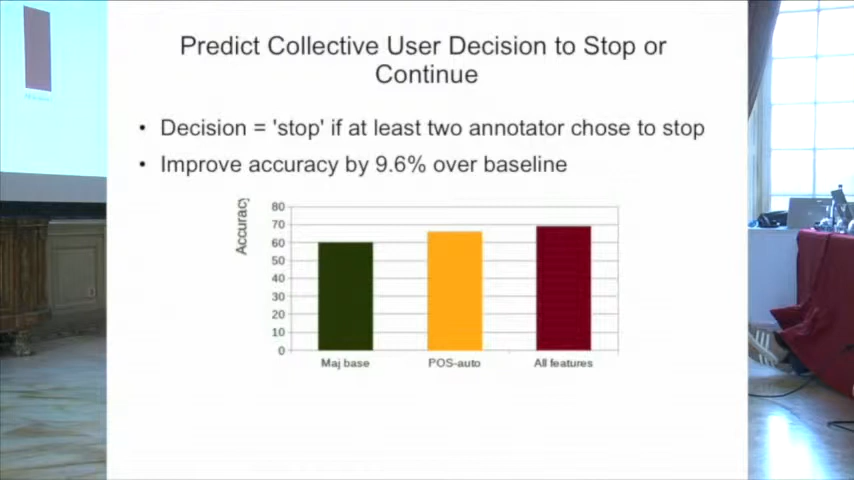 Predict Collective User Decision to Stop or
Continue
• Decision = 'stop' if at least two annotator chose to stop
• Improve accuracy by 9.6% over baseline
Accuracy
80
70
60
50
40
30
20
10
0
Maj base
POS-auto
All features